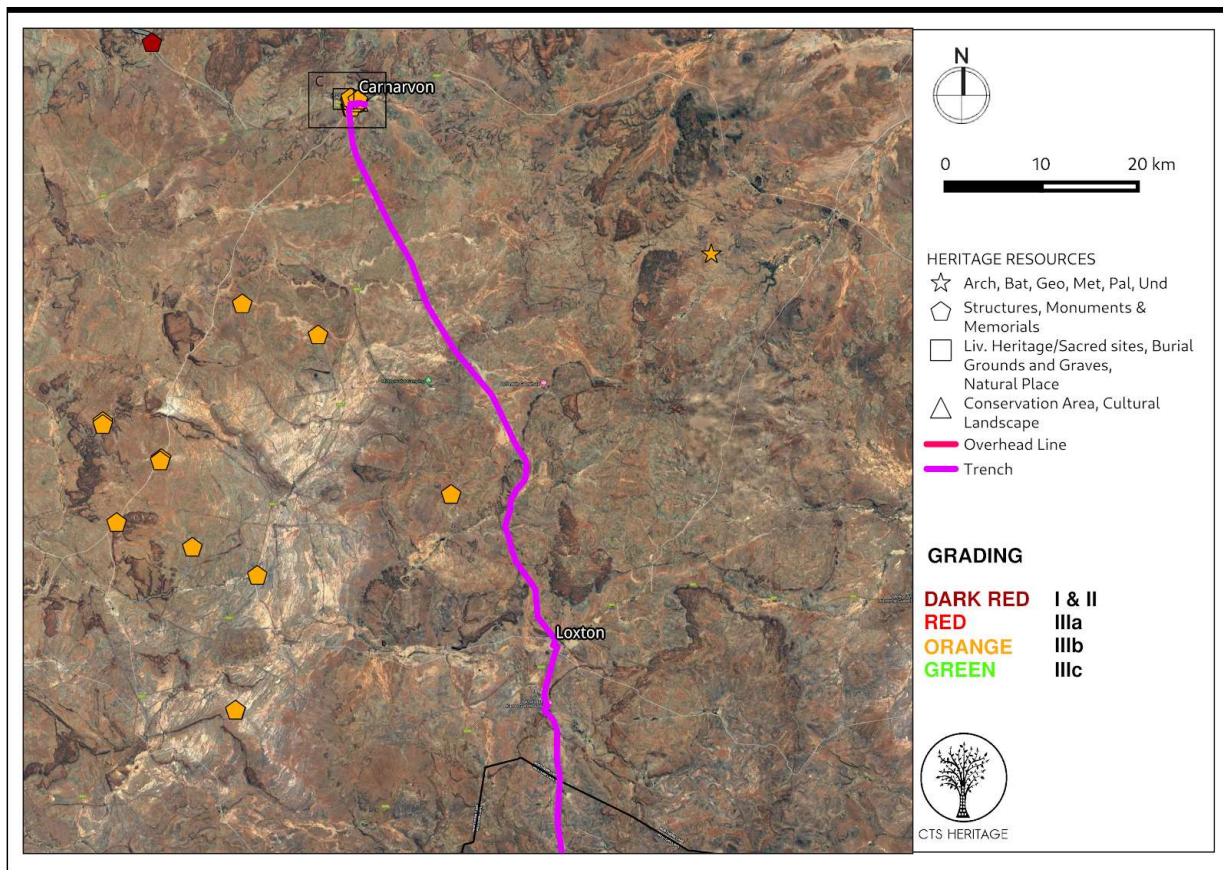 C
Carnarvon
Loxton
N
0 10 20 km
HERITAGE RESOURCES
Arch, Bat, Geo, Met, Pal, Und
Structures, Monuments &
Memorials
Liv. Heritage/Sacred sites, Burial
Grounds and Graves,
Natural Place
Conservation Area, Cultural
Landscape
Overhead Line
Trench
GRADING
DARK RED I & II
RED IIIa
ORANGE IIIb
GREEN IIIc
CTS HERITAGE